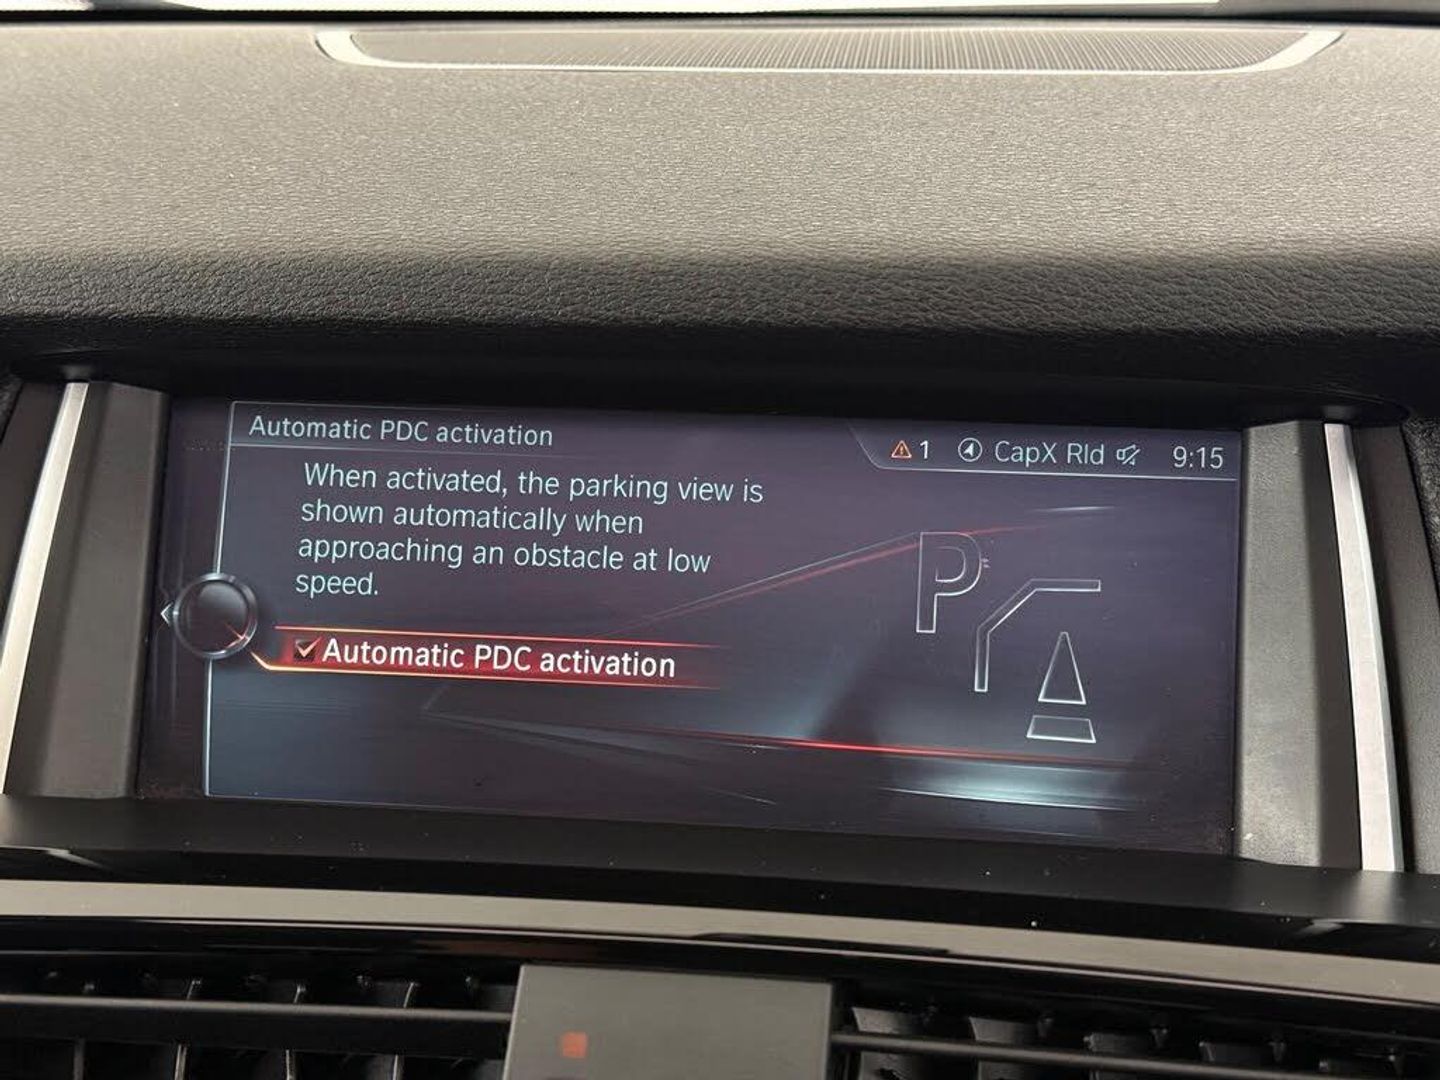 Automatic PDC activation
1 CapX Rld 9:15
When activated, the parking view is
shown automatically when
approaching an obstacle at low
speed.
Automatic PDC activation
P